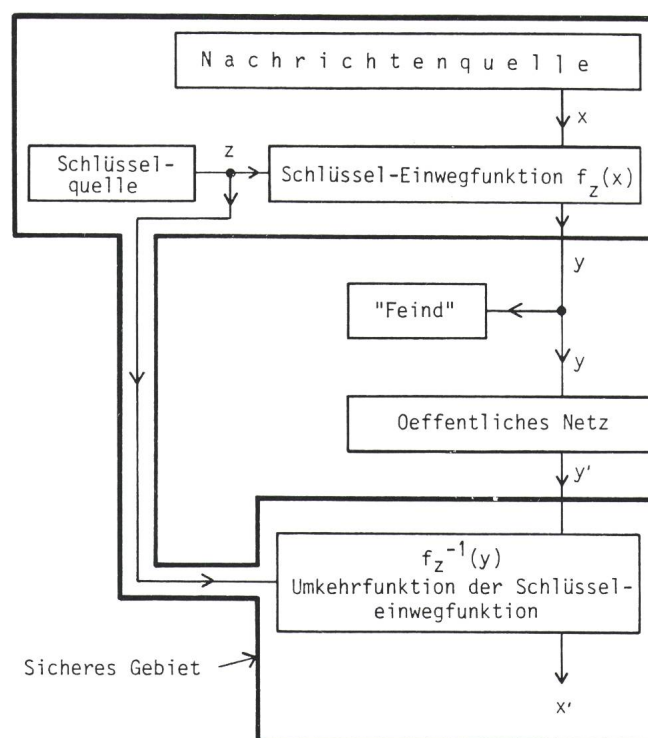 Nachrichtenquelle
x
Schlüssel-
quelle
z
Schlüssel-Einwegfunktion f_z(x)
y
"Feind"
y
Oeffentliches Netz
y'
f_z⁻¹(y)
Umkehrfunktion der Schlüssel-
einwegfunktion
Sicheres Gebiet
x'